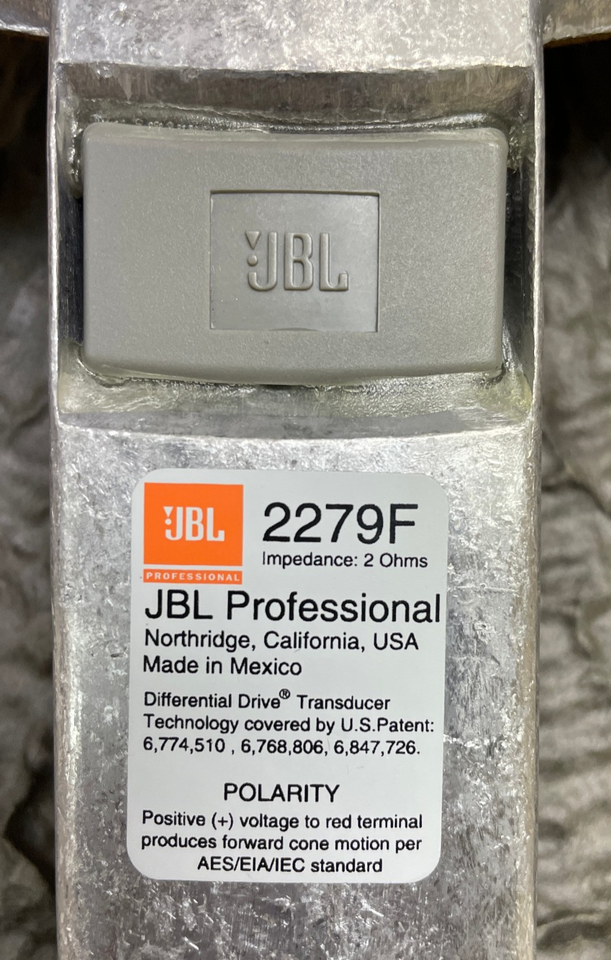 JBL
JBL
PROFESSIONAL
2279F
Impedance: 2 Ohms
JBL Professional
Northridge, California, USA
Made in Mexico
Differential Drive® Transducer
Technology covered by U.S.Patent:
6,774,510 , 6,768,806, 6,847,726.
POLARITY
Positive (+) voltage to red terminal
produces forward cone motion per
AES/EIA/IEC standard